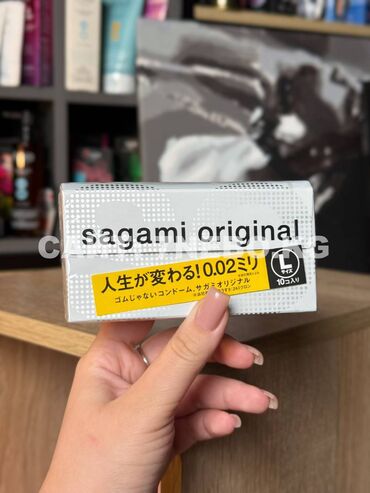 sagami original
人生が変わる!0.02ミリ
ゴムじゃないコンドーム、サガミオリジナル
L
サイズ
10コ入り